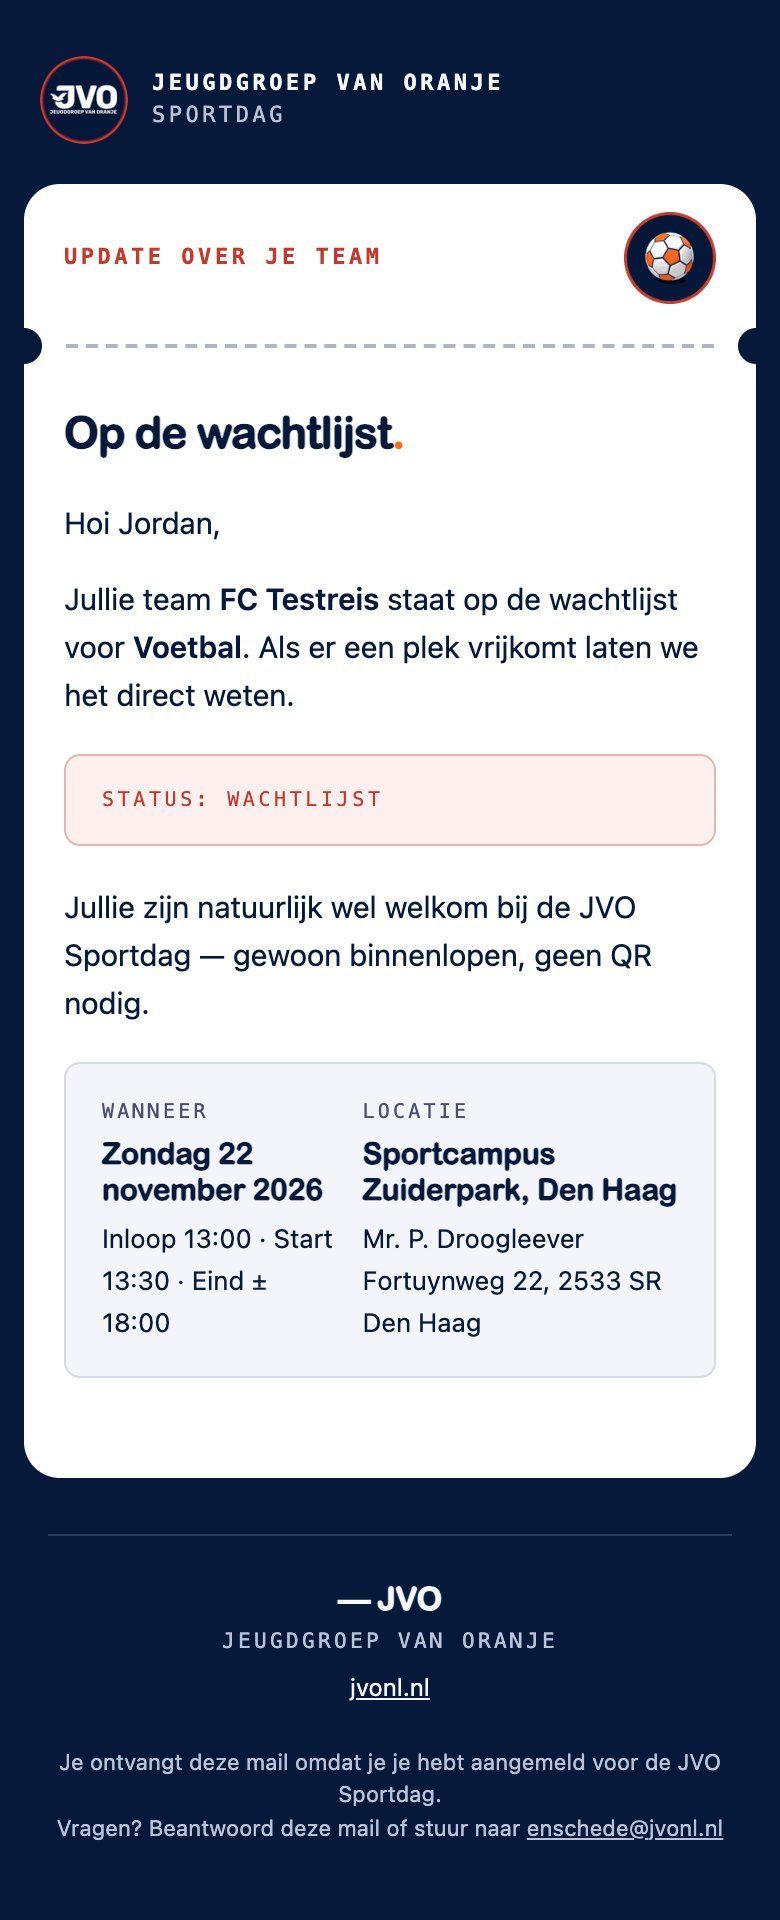 JVO
JEUGDGROEP VAN ORANJE
JEUGDGROEP VAN ORANJE
SPORTDAG
UPDATE OVER JE TEAM
Op de wachtlijst.
Hoi Jordan,
Jullie team FC Testreis staat op de wachtlijst
voor Voetbal. Als er een plek vrijkomt laten we
het direct weten.
STATUS: WACHTLIJST
Jullie zijn natuurlijk wel welkom bij de JVO
Sportdag — gewoon binnenlopen, geen QR
nodig.
WANNEER
Zondag 22
november 2026
Inloop 13:00 · Start
13:30 · Eind ±
18:00
LOCATIE
Sportcampus
Zuiderpark, Den Haag
Mr. P. Droogleever
Fortuynweg 22, 2533 SR
Den Haag
— JVO
JEUGDGROEP VAN ORANJE
jvonl.nl
Je ontvangt deze mail omdat je je hebt aangemeld voor de JVO
Sportdag.
Vragen? Beantwoord deze mail of stuur naar enschede@jvonl.nl